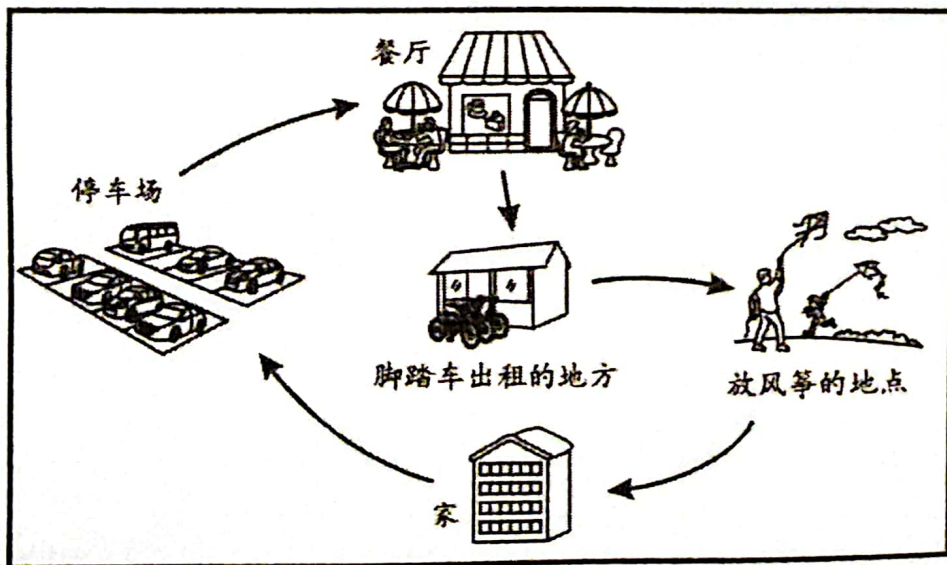 餐厅
停车场
脚踏车出租的地方
放风筝的地点
家